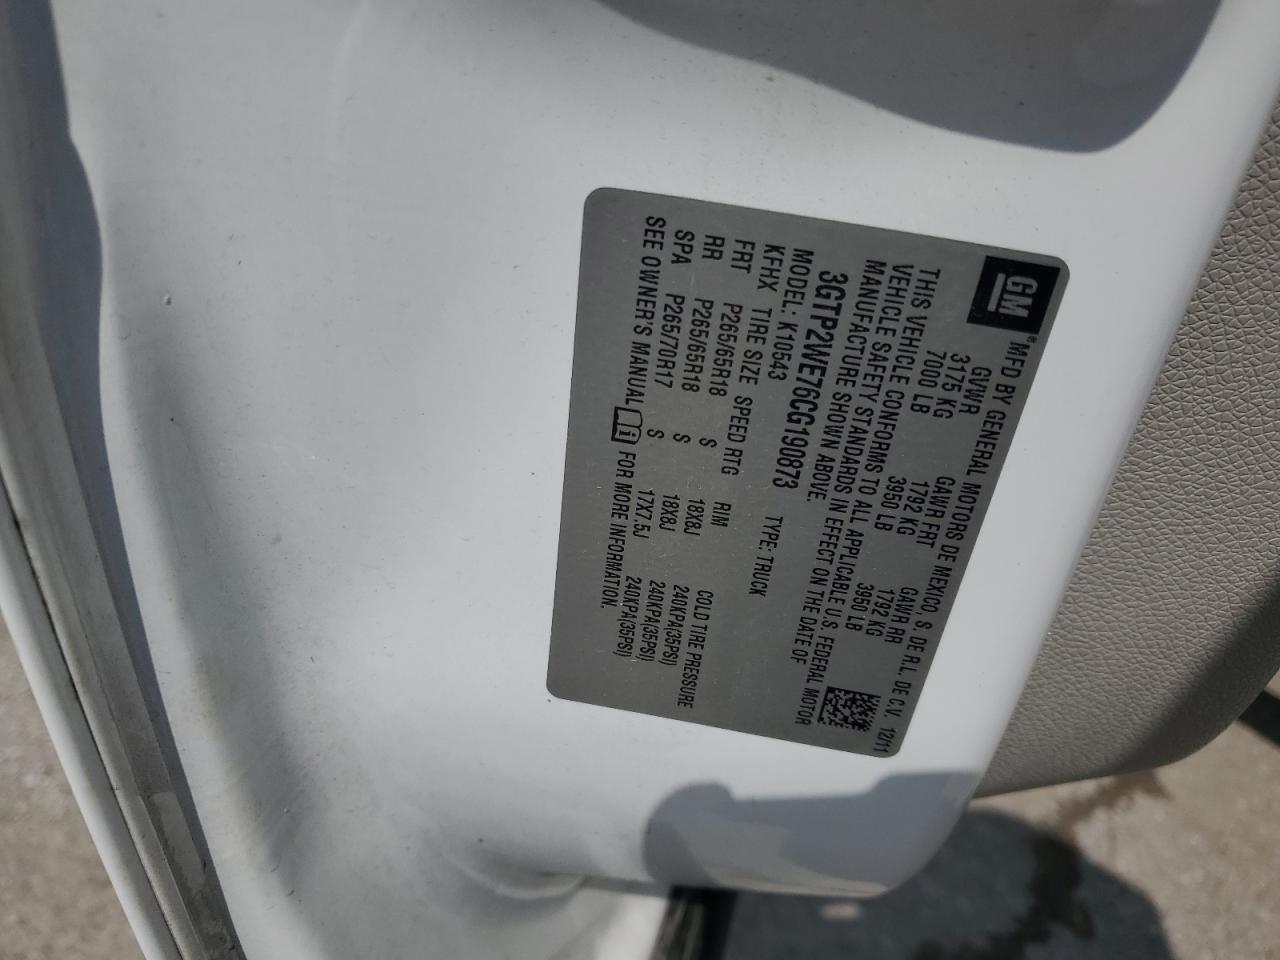 GM ® MFD BY GENERAL MOTORS DE MEXICO, S. DE R.L. DE C.V. 12/11
GVWR GAWR FRT GAWR RR
3175 KG 1792 KG 1792 KG
7000 LB 3950 LB 3950 LB
THIS VEHICLE CONFORMS TO ALL APPLICABLE U.S. FEDERAL MOTOR
VEHICLE SAFETY STANDARDS IN EFFECT ON THE DATE OF
MANUFACTURE SHOWN ABOVE.
3GTP2WE76CG190873 TYPE: TRUCK
MODEL: K10543
KFHX TIRE SIZE SPEED RTG RIM COLD TIRE PRESSURE
FRT P265/65R18 S 18X8J 240KPA(35PSI)
RR P265/65R18 S 18X8J 240KPA(35PSI)
SPA P265/70R17 S 17X7.5J 240KPA(35PSI)
SEE OWNER'S MANUAL FOR MORE INFORMATION.